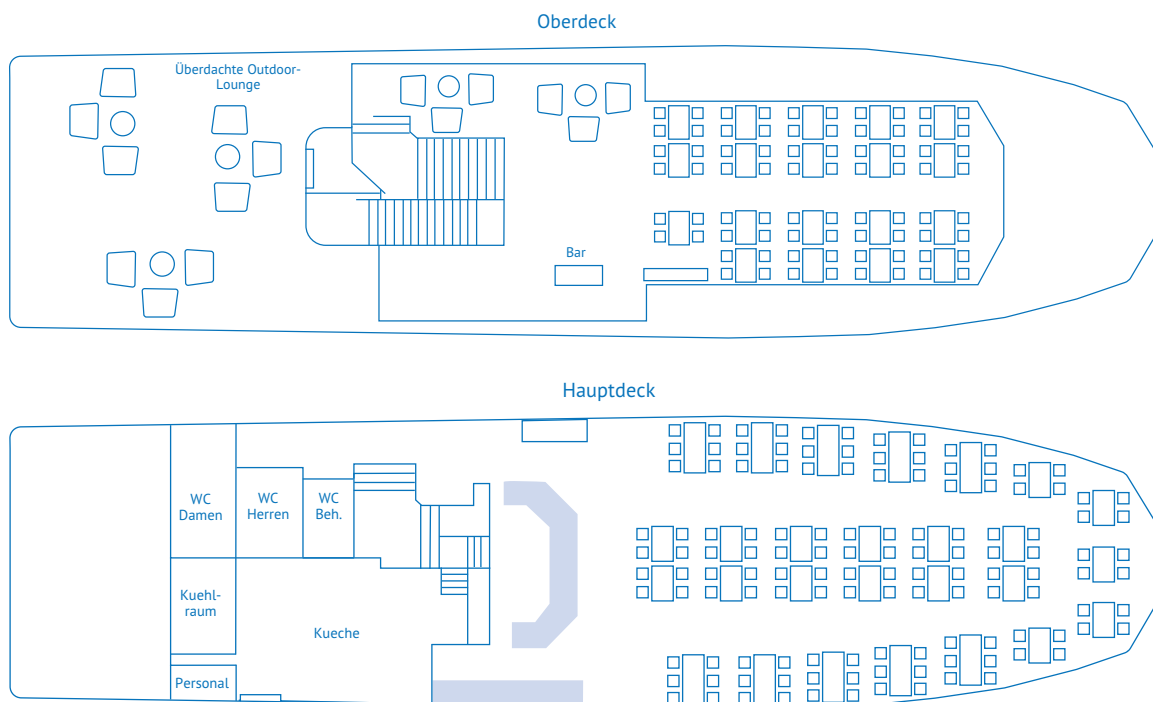 Oberdeck
Überdachte Outdoor-
Lounge
Bar
Hauptdeck
WC
Damen
WC
Herren
WC
Beh.
Kuehl-
raum
Kueche
Personal